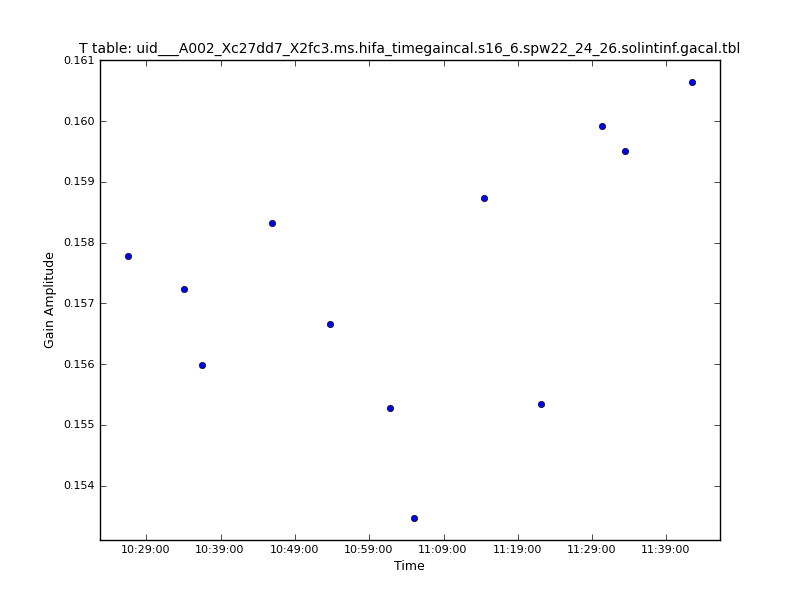 T table: uid___A002_Xc27dd7_X2fc3.ms.hifa_timegaincal.s16_6.spw22_24_26.solintinf.gacal.tbl
0.161
0.160
0.159
0.158
0.157
0.156
0.155
0.154
Gain Amplitude
10:29:00 10:39:00 10:49:00 10:59:00 11:09:00 11:19:00 11:29:00 11:39:00
Time